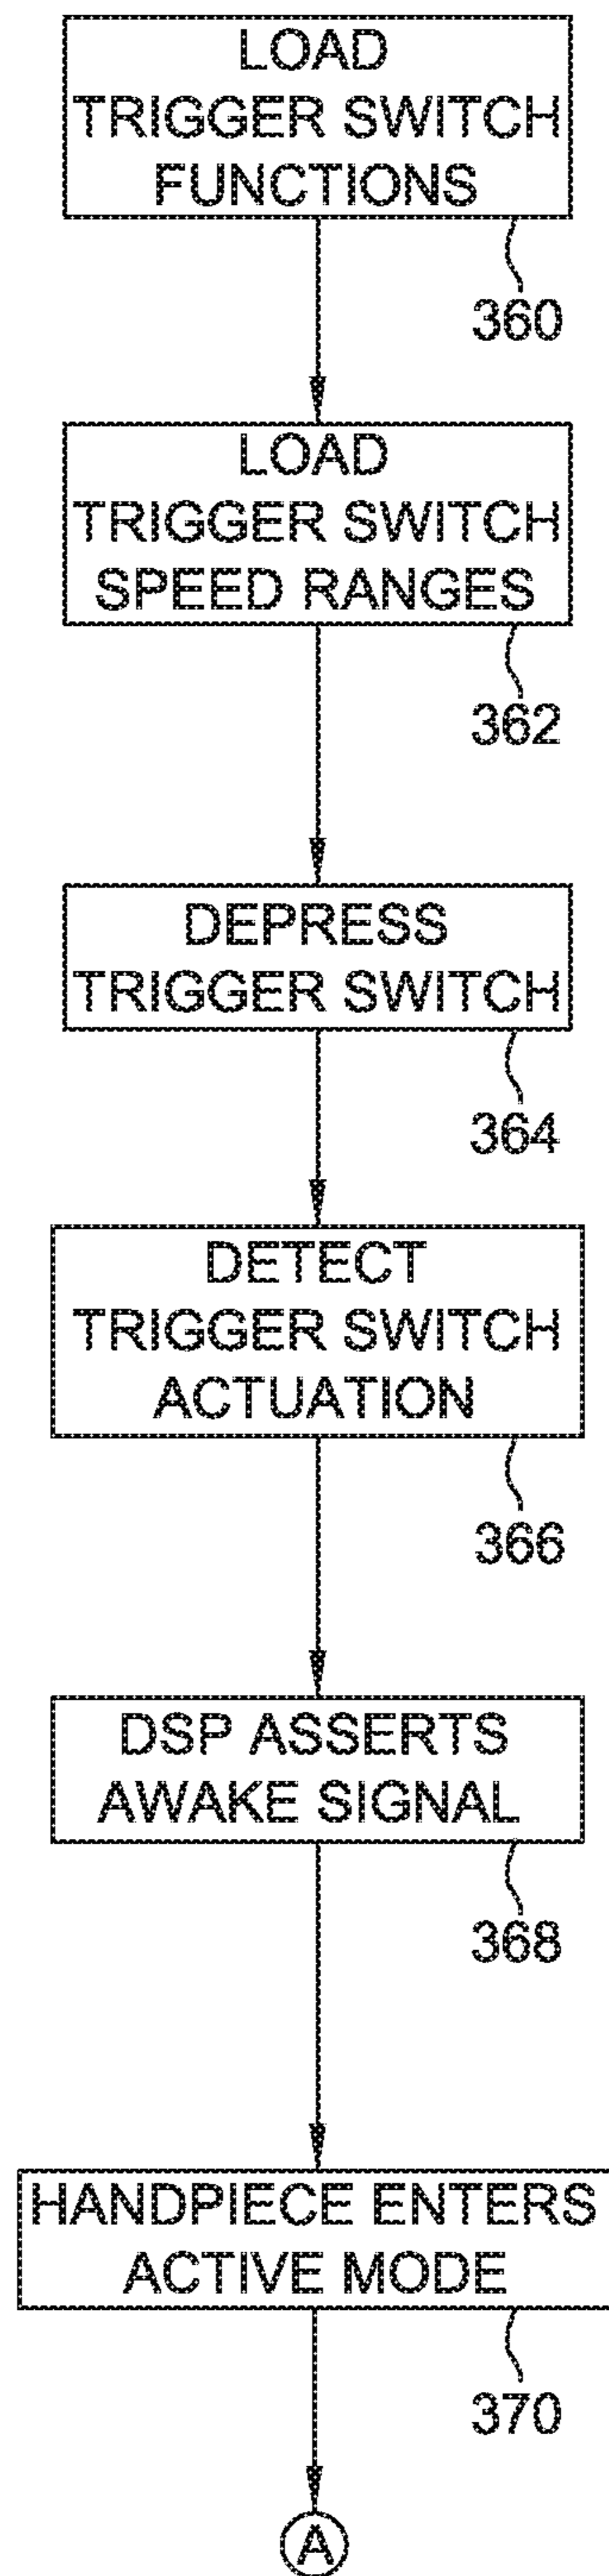 LOAD
TRIGGER SWITCH
FUNCTIONS
360
LOAD
TRIGGER SWITCH
SPEED RANGES
362
DEPRESS
TRIGGER SWITCH
364
DETECT
TRIGGER SWITCH
ACTUATION
366
DSP ASSERTS
AWAKE SIGNAL
368
HANDPIECE ENTERS
ACTIVE MODE
370
A